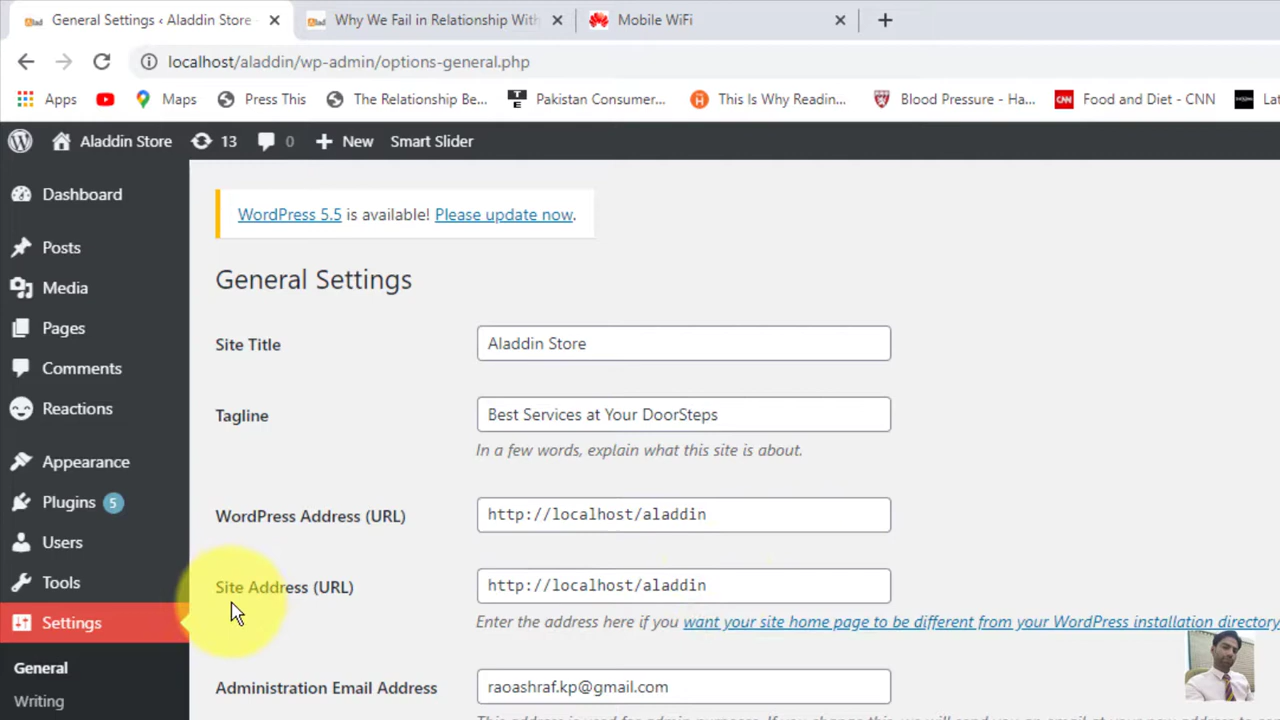 General Settings ‹ Aladdin Store
Why We Fail in Relationship With
Mobile WiFi
localhost/aladdin/wp-admin/options-general.php
Apps
Maps
Press This
The Relationship Be...
Pakistan Consumer...
This Is Why Readin...
Blood Pressure - Ha...
CNN Food and Diet - CNN
Aladdin Store 13 0 New Smart Slider
Dashboard
Posts
Media
Pages
Comments
Reactions
Appearance
Plugins 5
Users
Tools
Settings
General
Writing
WordPress 5.5 is available! Please update now.
General Settings
Site Title Aladdin Store
Tagline Best Services at Your DoorSteps
In a few words, explain what this site is about.
WordPress Address (URL) http://localhost/aladdin
Site Address (URL) http://localhost/aladdin
Enter the address here if you want your site home page to be different from your WordPress installation directory
Administration Email Address raoashraf.kp@gmail.com